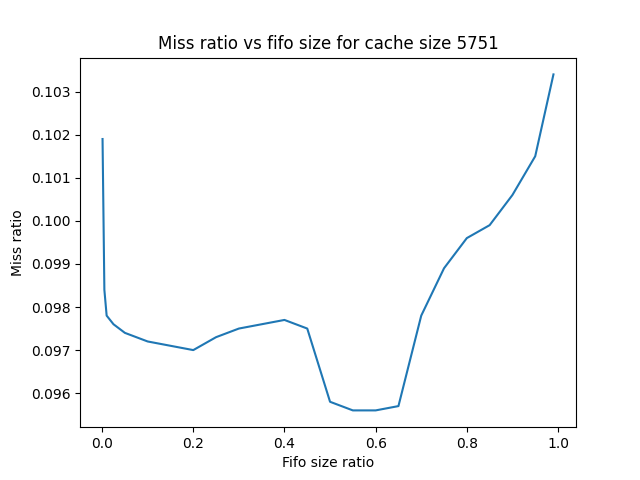 Miss ratio vs fifo size for cache size 5751
0.103
0.102
0.101
0.100
0.099
0.098
0.097
0.096
Miss ratio
0.0 0.2 0.4 0.6 0.8 1.0
Fifo size ratio